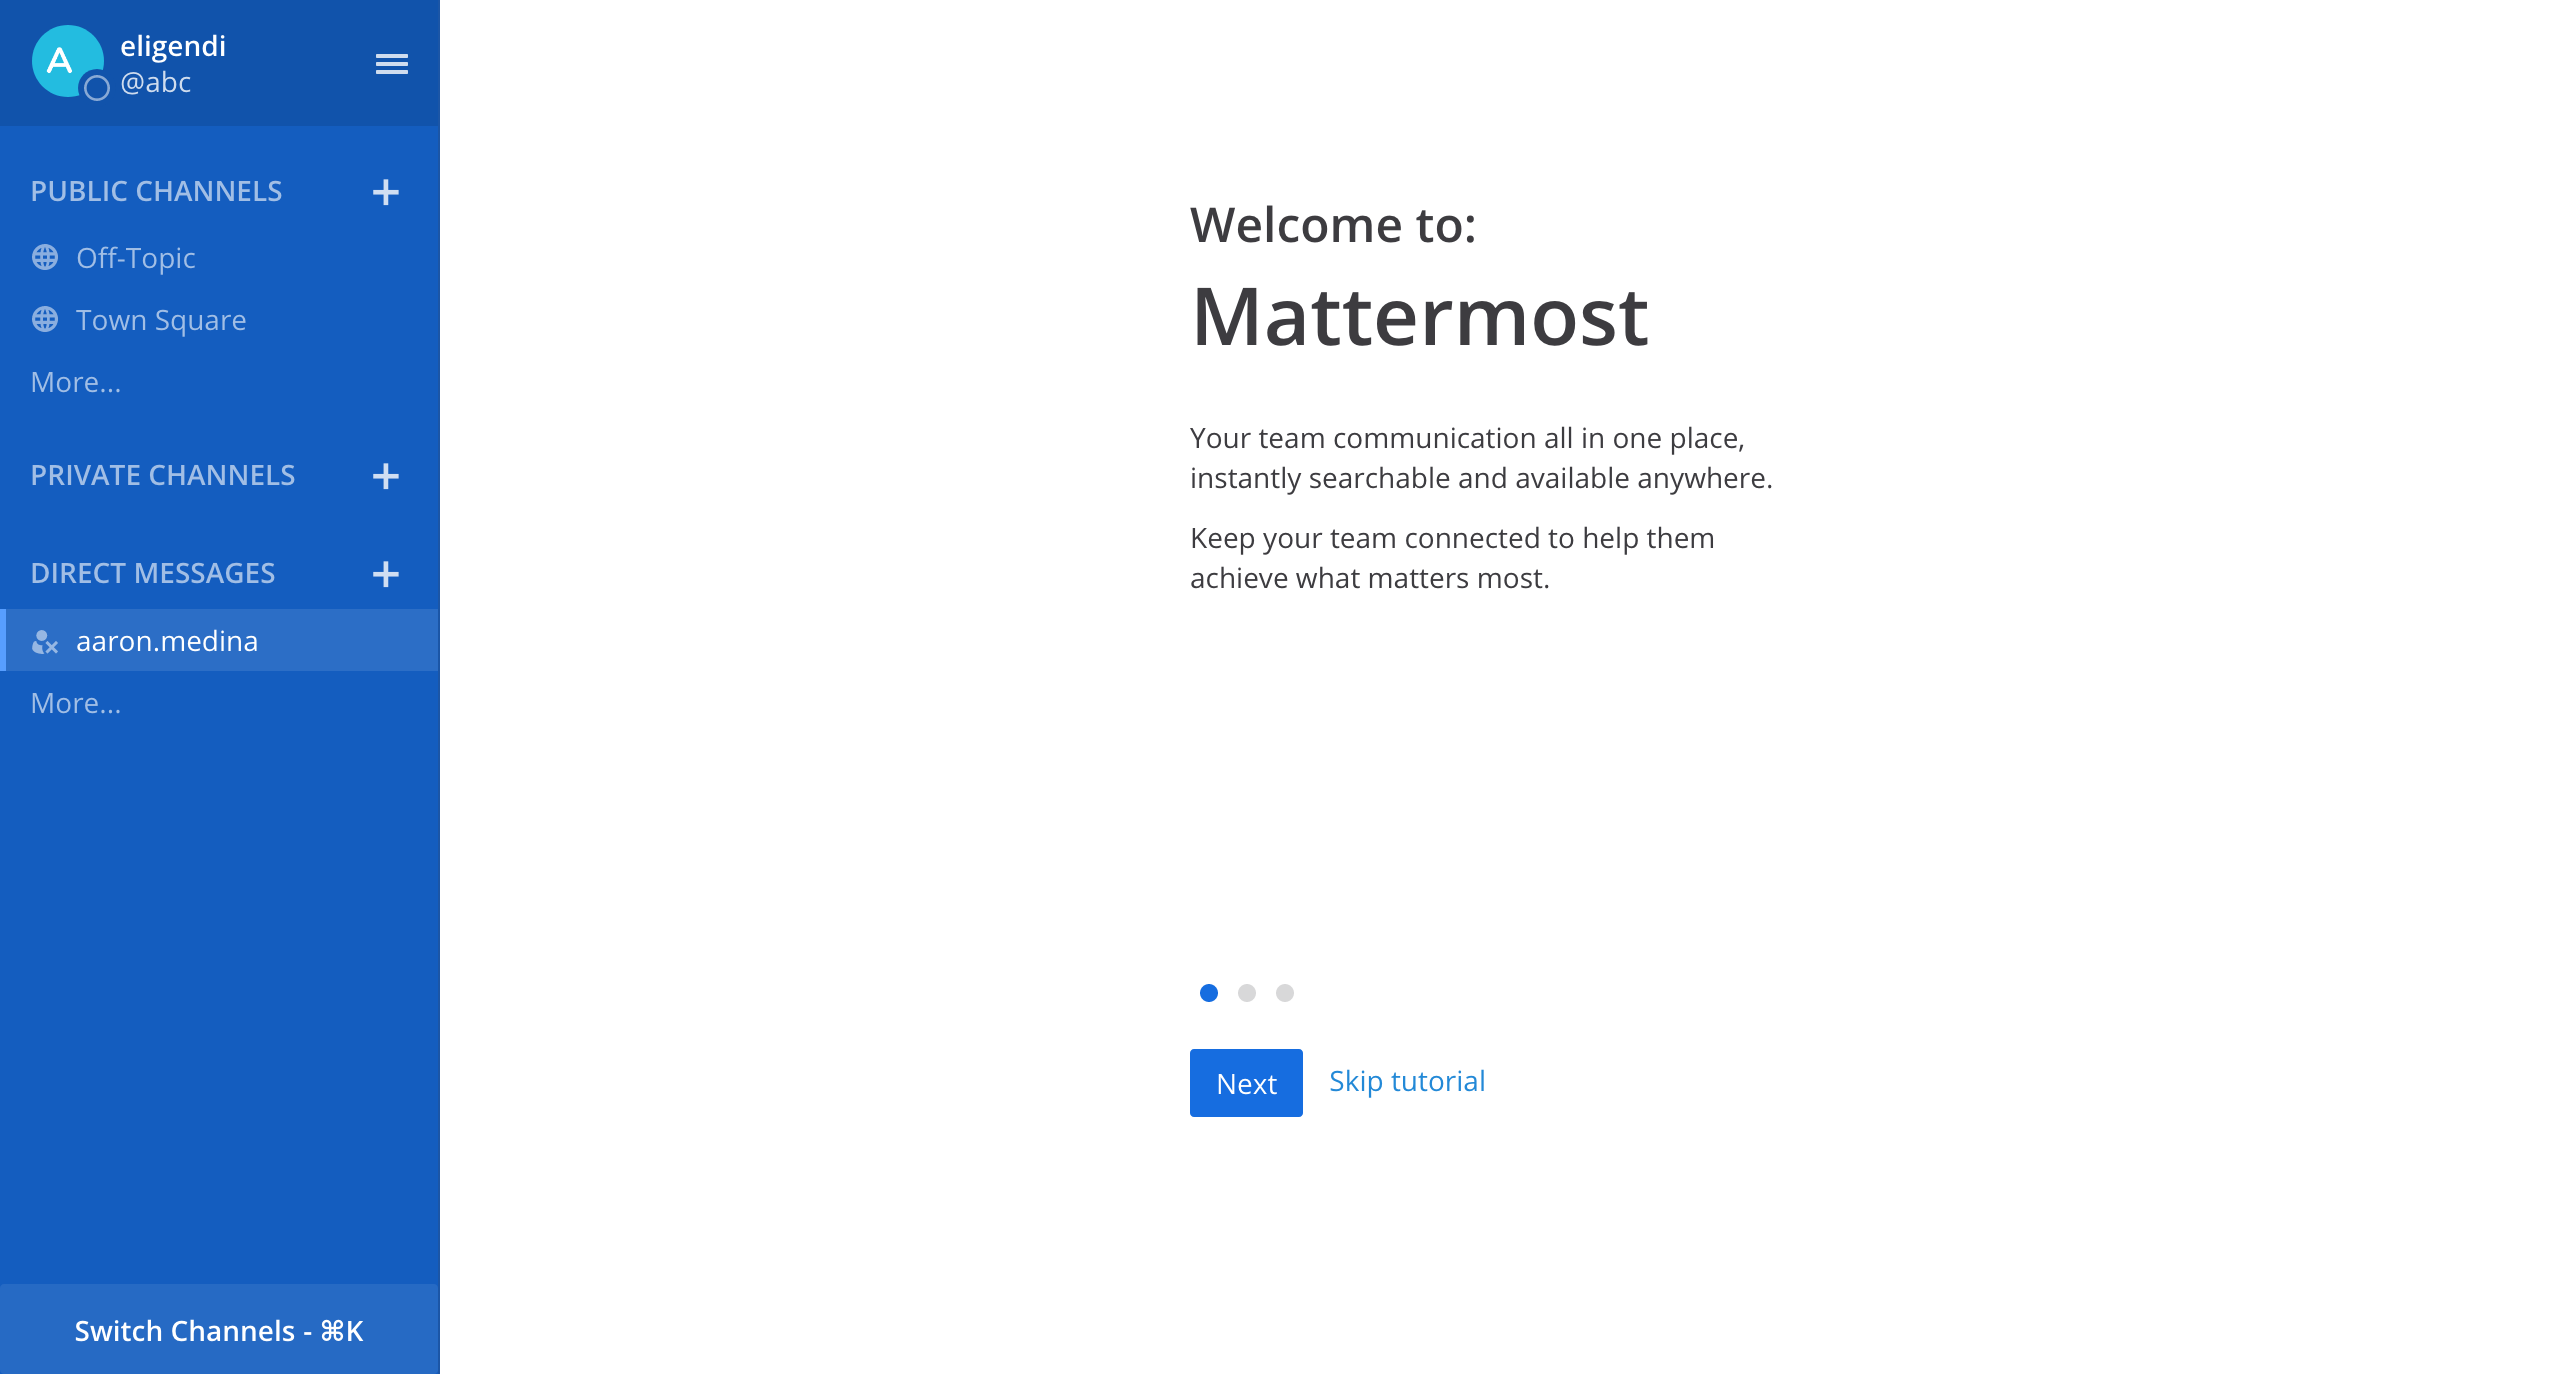 A
eligendi
@abc
PUBLIC CHANNELS
Off-Topic
Town Square
More...
PRIVATE CHANNELS
DIRECT MESSAGES
aaron.medina
More...
Switch Channels - ⌘K
Welcome to:
Mattermost
Your team communication all in one place,
instantly searchable and available anywhere.
Keep your team connected to help them
achieve what matters most.
Next
Skip tutorial